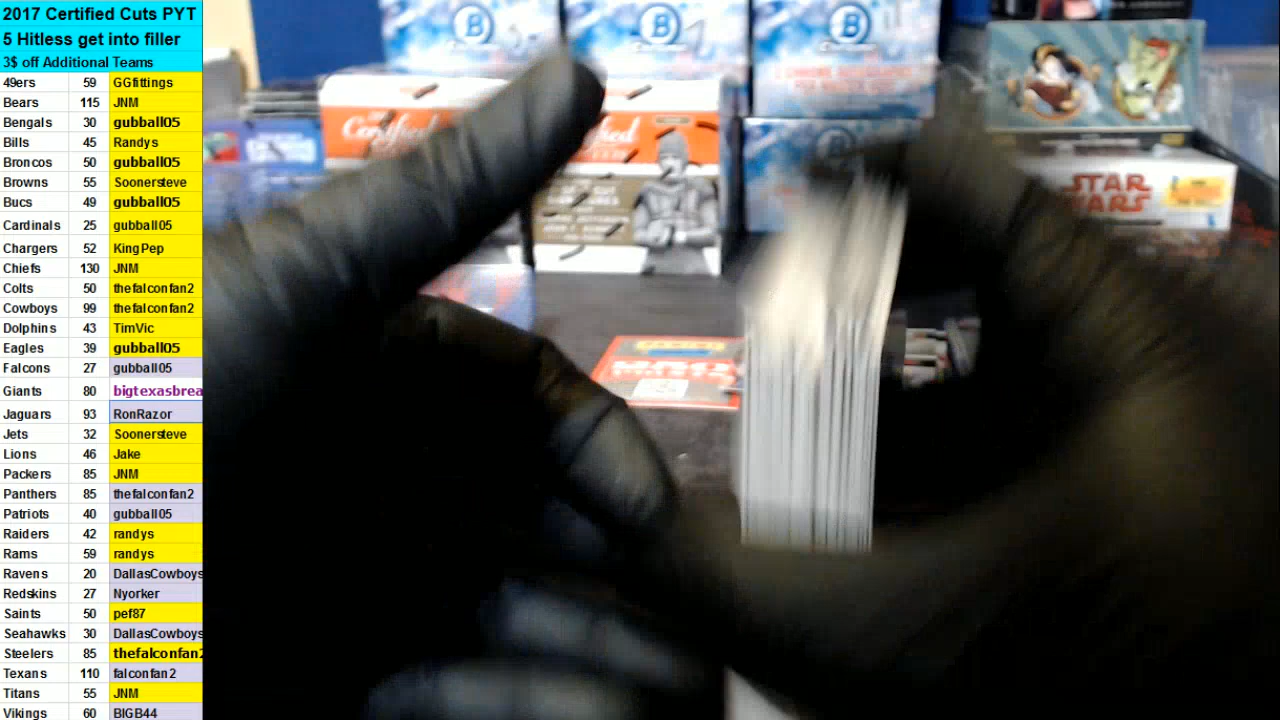 2017 Certified Cuts PYT
5 Hitless get into filler
3$ off Additional Teams
49ers 59 GGfittings
Bears 115 JNM
Bengals 30 gubball05
Bills 45 Randys
Broncos 50 gubball05
Browns 55 Soonersteve
Bucs 49 gubball05
Cardinals 25 gubball05
Chargers 52 KingPep
Chiefs 130 JNM
Colts 50 thefalconfan2
Cowboys 99 thefalconfan2
Dolphins 43 TimVic
Eagles 39 gubball05
Falcons 27 gubball05
Giants 80 bigtexasbrea
Jaguars 93 RonRazor
Jets 32 Soonersteve
Lions 46 Jake
Packers 85 JNM
Panthers 85 thefalconfan2
Patriots 40 gubball05
Raiders 42 randys
Rams 59 randys
Ravens 20 DallasCowboys
Redskins 27 Nyorker
Saints 50 pef87
Seahawks 30 DallasCowboys
Steelers 85 thefalconfan2
Texans 110 falconfan2
Titans 55 JNM
Vikings 60 BIGB44
B
B
B
Certified
STAR
WARS